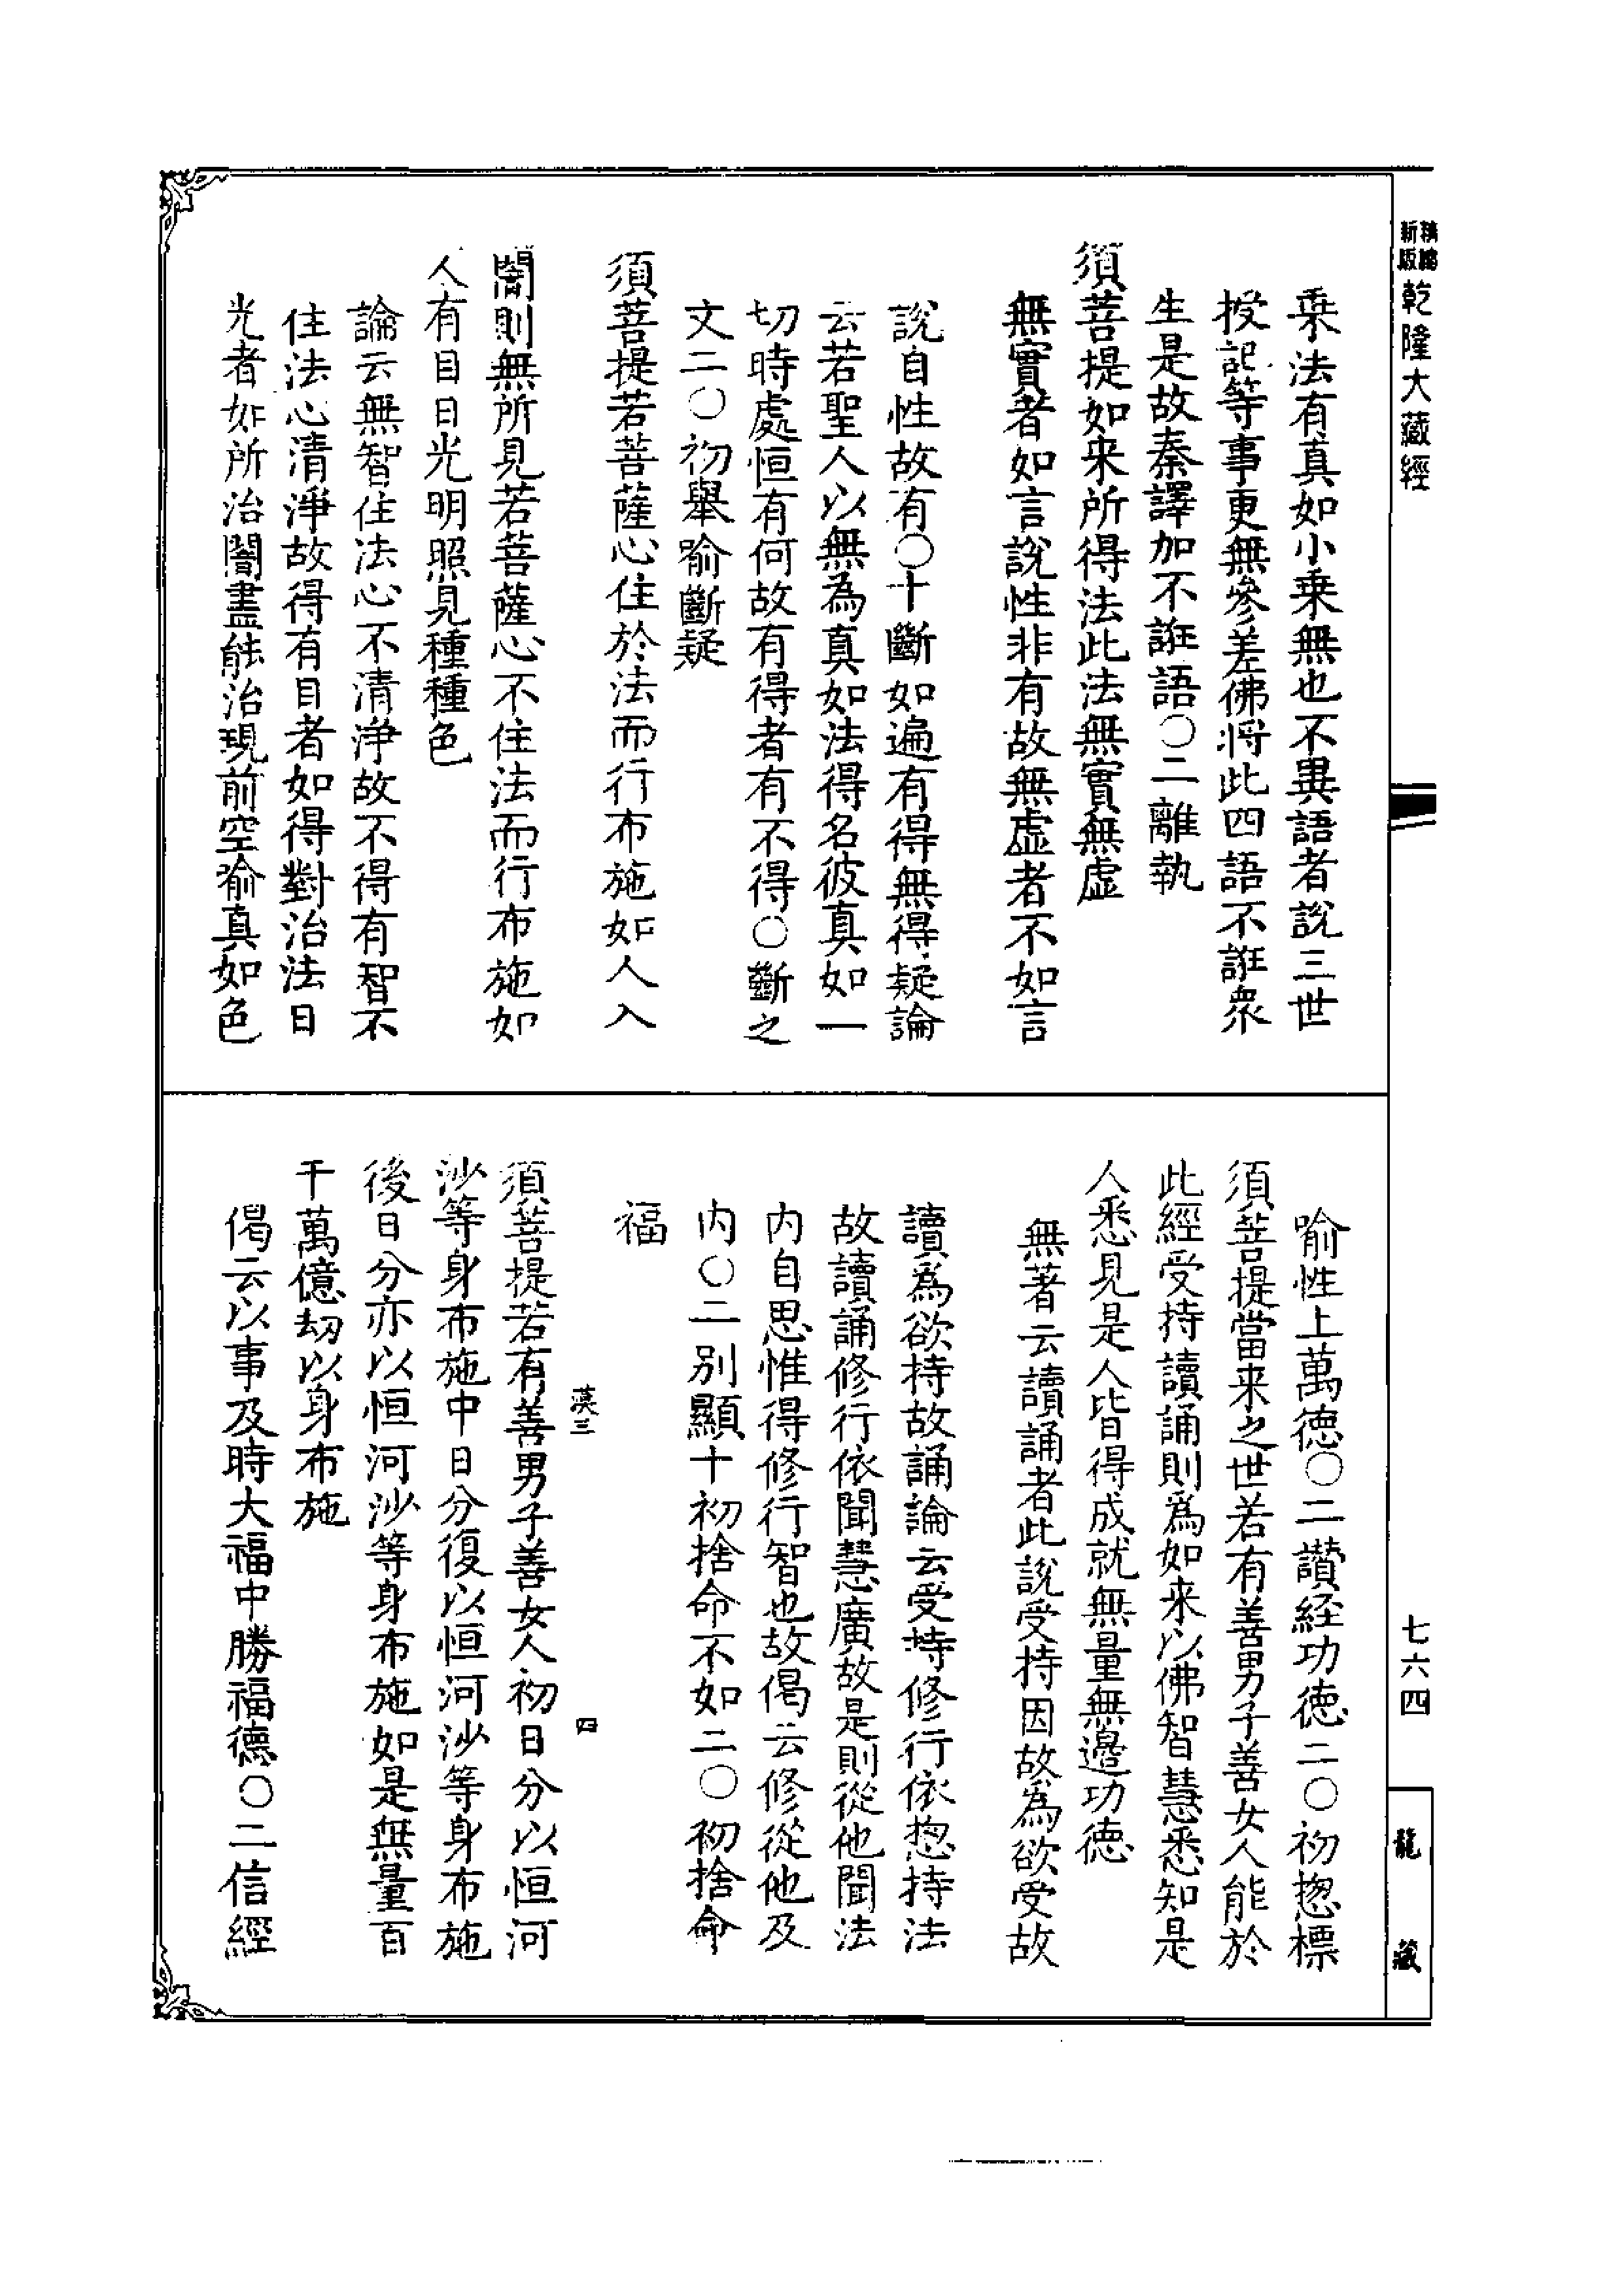 新版
乾隆大藏經
乗法有真如小乗無也不異語者說三世
授記等事更無參差佛將此四語不誑衆
生是故秦譯加不誑語〇二離執
須菩提如来所得法此法無實無虛
無實者如言說性非有故無虛者不如言
說自性故有〇十斷如遍有得無得疑論
云若聖人以無為真如法得名彼真如一
切時處恒有何故有得者有不得〇斷之
文二〇初舉喻斷疑
須菩提若菩薩心住於法而行布施如人入
闇則無所見若菩薩心不住法而行布施如
人有目日光明照見種種色
論云無智住法心不清淨故不得有智不
住法心清淨故得有目者如得對治法日
光者如所治闇盡能治現前空喻真如色
喻性上萬德〇二讚經功德二〇初揔標
須菩提當来之世若有善男子善女人能於
此經受持讀誦則爲如来以佛智慧悉知是
人悉見是人皆得成就無量無邊功德
無著云讀誦者此說受持因故爲欲受故
讀爲欲持故誦論云受持修行依揔持法
故讀誦修行依聞慧廣故是則從他聞法
内自思惟得修行智也故偈云修從他及
内〇二別顯十初捨命不如二〇初捨命
福
須菩提若有善男子善女人初日分以恒河
漢三
四
沙等身布施中日分復以恒河沙等身布施
後日分亦以恒河沙等身布施如是無量百
千萬億劫以身布施
偈云以事及時大福中勝福德〇二信經
七六四
龍藏